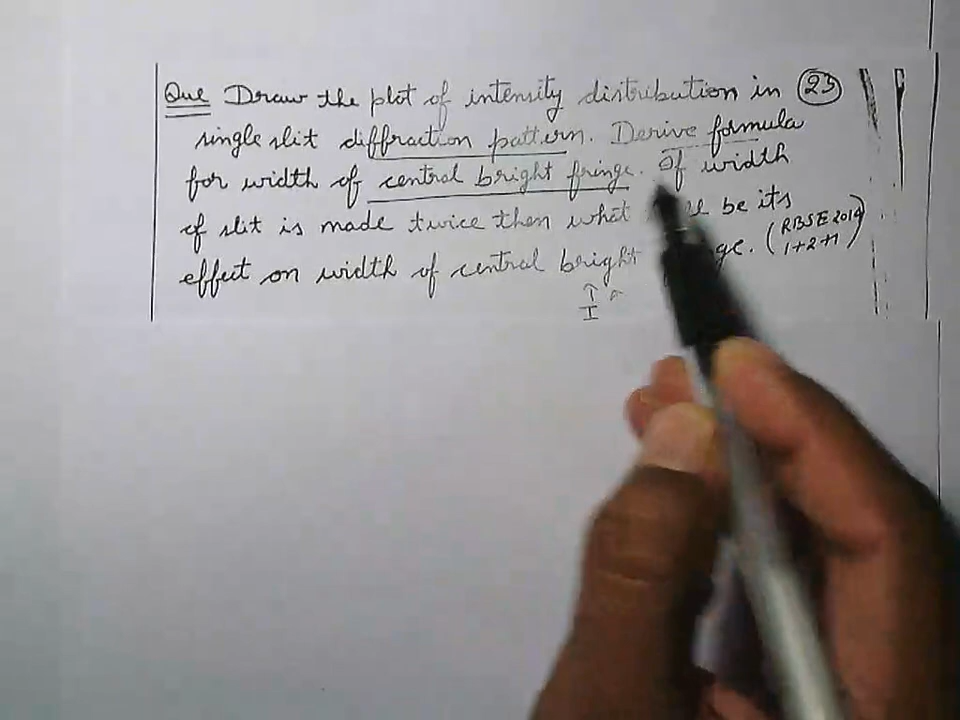 Que Draw the plot of intensity distribution in 23
single slit diffraction pattern. Derive formula
for width of central bright fringe. If width
of slit is made twice then what be its
effect on width of central bright (RBSE 2019
1+2+1)
I